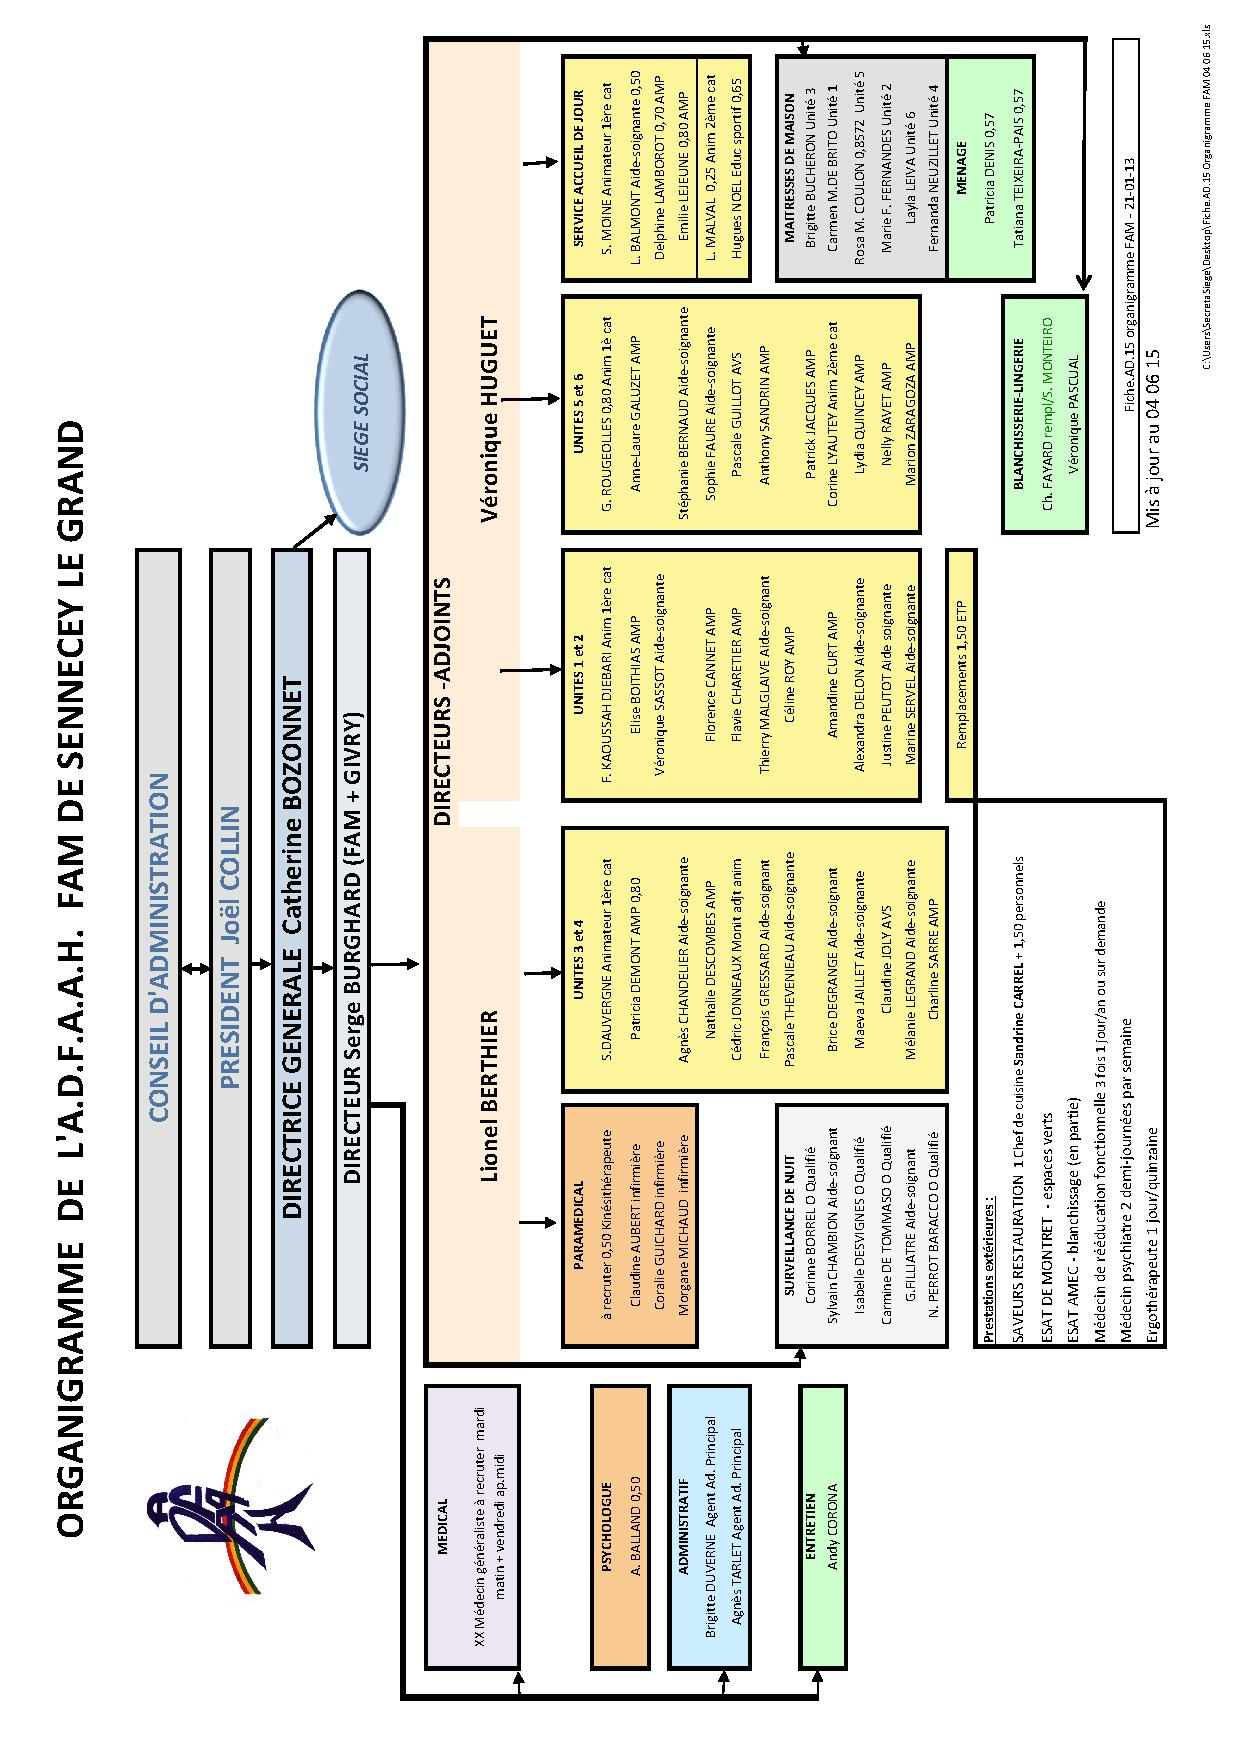 ORGANIGRAMME DE L'A.D.F.A.A.H. FAM DE SENNECEY LE GRAND
CONSEIL D'ADMINISTRATION
PRESIDENT Joël COLLIN
DIRECTRICE GENERALE Catherine BOZONNET
DIRECTEUR Serge BURGHARD (FAM + GIVRY)
SIEGE SOCIAL
DIRECTEURS -ADJOINTS
Lionel BERTHIER
Véronique HUGUET
MEDICAL
XX Médecin généraliste à recruter mardi
matin + vendredi ap.midi
PSYCHOLOGUE
A. BALLAND 0,50
ADMINISTRATIF
Brigitte DUVERNE Agent Ad. Principal
Agnès TARLET Agent Ad. Principal
ENTRETIEN
Andy CORONA
PARAMEDICAL
à recruter 0,50 Kinésithérapeute
Claudine AUBERT infirmière
Coralie GUICHARD infirmière
Morgane MICHAUD infirmière
SURVEILLANCE DE NUIT
Corinne BORREL O Qualifié
Sylvain CHAMBION Aide-soignant
Isabelle DESVIGNES O Qualifié
Carmine DE TOMMASO O Qualifié
G.FILLIATRE Aide-soignant
N. PERROT BARACCO O Qualifié
UNITES 3 et 4
S.DAUVERGNE Animateur 1ère cat
Patricia DEMONT AMP 0,80
Agnès CHANDELIER Aide-soignante
Nathalie DESCOMBES AMP
Cédric JONNEAUX Monit adjt anim
François GRESSARD Aide-soignant
Pascale THEVENIEAU Aide-soignante
Brice DEGRANGE Aide-soignante
Maeva JAILLET Aide-soignante
Claudine JOLY AVS
Mélanie LEGRAND Aide-soignante
Charline SARRE AMP
UNITES 1 et 2
F. KAOUSSAH DJEBARI Anim 1ère cat
Elise BOITHIAS AMP
Véronique SASSOT Aide-soignante
Florence CANNET AMP
Flavie CHARETIER AMP
Thierry MALGLAIVE Aide-soignant
Céline ROY AMP
Amandine CURT AMP
Alexandra DELON Aide-soignante
Justine PEUTOT Aide soignante
Marine SERVEL Aide-soignante
Remplacements 1,50 ETP
UNITES 5 et 6
G. ROUGEOLLES 0,80 Anim 1è cat
Anne-Laure GALUZET AMP
Stéphanie BERNAUD Aide-soignante
Sophie FAURE Aide-soignante
Pascale GUILLOT AVS
Anthony SANDRIN AMP
Patrick JACQUES AMP
Corine LYAUTEY Anim 2ème cat
Lydia QUINCEY AMP
Nelly RAVET AMP
Marion ZARAGOZA AMP
SERVICE ACCUEIL DE JOUR
S. MOINE Animateur 1ère cat
L. BALMONT Aide-soignante 0,50
Delphine LAMBOROT 0,70 AMP
Emilie LEJEUNE 0,80 AMP
L. MALVAL 0,25 Anim 2ème cat
Hugues NOEL Educ sportif 0,65
MAITRESSES DE MAISON
Brigitte BUCHERON Unité 3
Carmen M.DE BRITO Unité 1
Rosa M. COULON 0,8572 Unité 5
Marie F. FERNANDES Unité 2
Layla LEIVA Unité 6
Fernanda NEUZILLET Unité 4
MENAGE
Patricia DENIS 0,57
Tatiana TEIXEIRA-PAIS 0,57
BLANCHISSERIE-LINGERIE
Ch. FAYARD rempl/S. MONTEIRO
Véronique PASCUAL
Prestations extérieures :
SAVEURS RESTAURATION 1 Chef de cuisine Sandrine CARREL + 1,50 personnels
ESAT DE MONTRET - espaces verts
ESAT AMEC - blanchissage (en partie)
Médecin de rééducation fonctionnelle 3 fois 1 jour/an ou sur demande
Médecin psychiatre 2 demi-journées par semaine
Ergothérapeute 1 jour/quinzaine
Fiche.AD.15 organigramme FAM - 21-01-13
Mis à jour au 04 06 15
C:\Users\SecretaSiege\Desktop\Fiche.AD.15 Organigramme FAM 04 06 15.xls